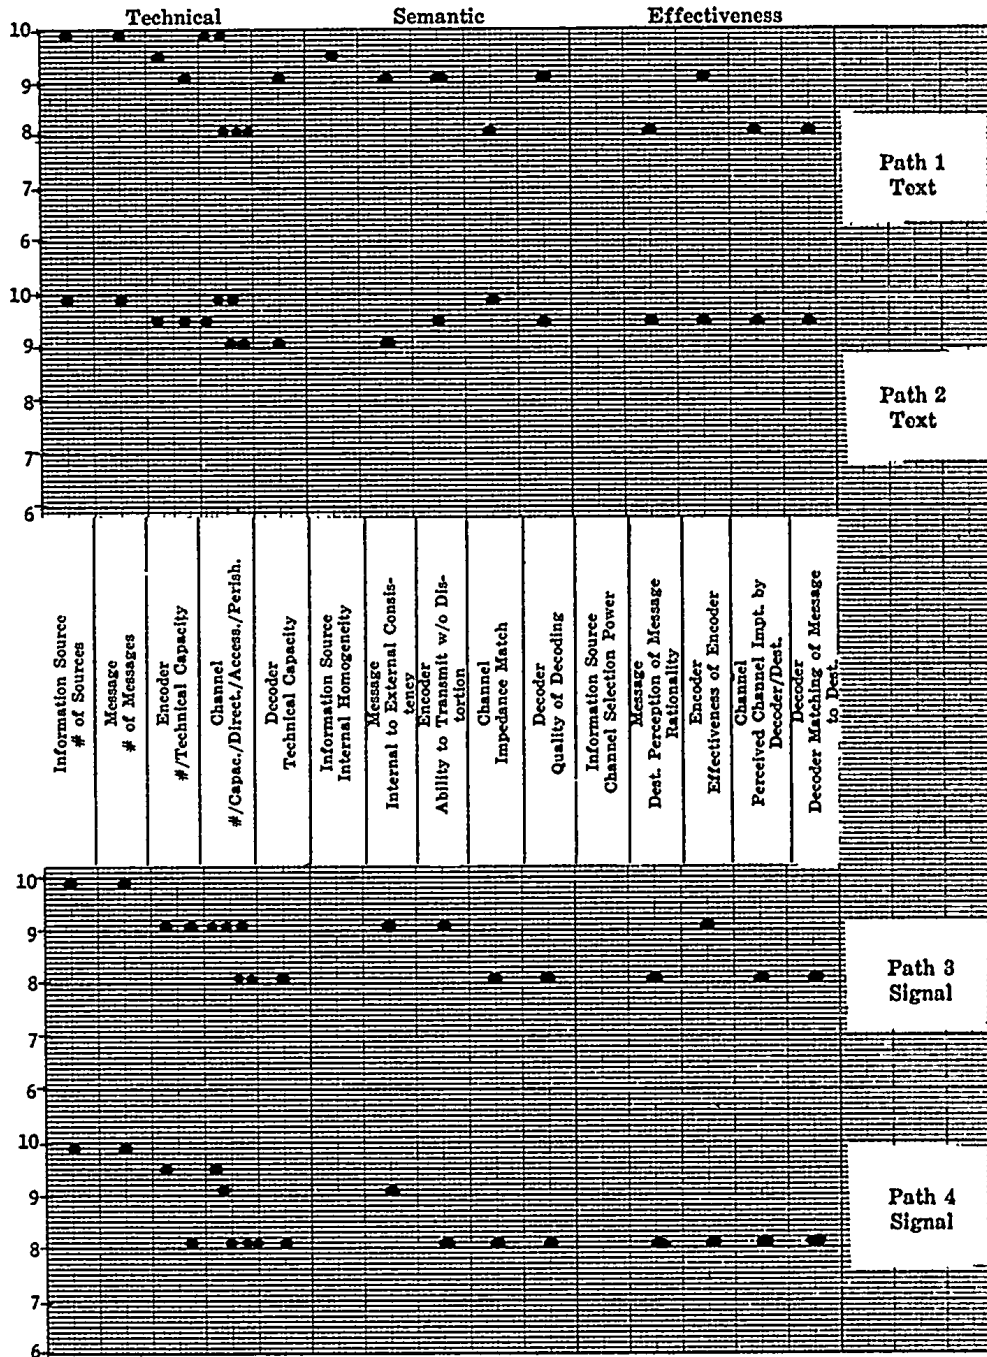 Technical Semantic Effectiveness
10
9
8
7
6
Path 1
Text
10
9
8
7
6
Path 2
Text
Information Source
# of Sources
Message
# of Messages
Encoder
#/Technical Capacity
Channel
#/Capac./Direct./Access./Perish.
Decoder
Technical Capacity
Information Source
Internal Homogeneity
Message
Internal to External Consis-
tency
Encoder
Ability to Transmit w/o Dis-
tortion
Channel
Impedance Match
Decoder
Quality of Decoding
Information Source
Channel Selection Power
Message
Dest. Perception of Message
Rationality
Encoder
Effectiveness of Encoder
Channel
Perceived Channel Impt. by
Decoder/Dest.
Decoder
Decoder Matching of Message
to Dest.
10
9
8
7
6
Path 3
Signal
10
9
8
7
6
Path 4
Signal